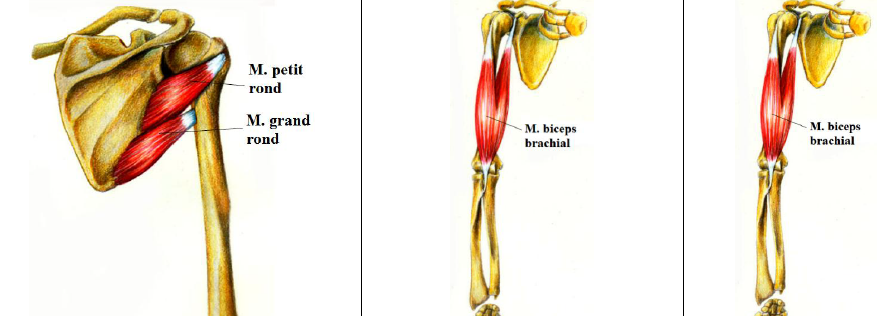 M. petit
rond
M. grand
rond
M. biceps
brachial
M. biceps
brachial